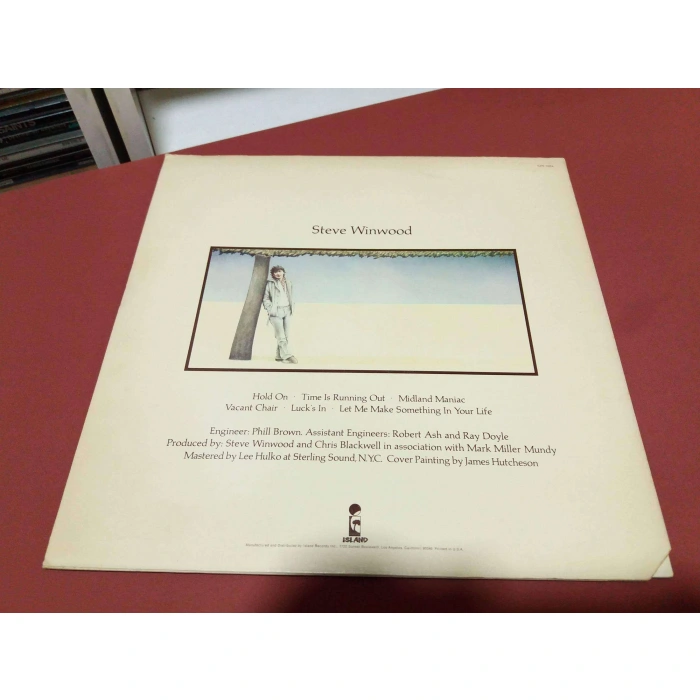 Steve Winwood
Hold On · Time Is Running Out · Midland Maniac
Vacant Chair · Luck's In · Let Me Make Something In Your Life
Engineer: Phill Brown. Assistant Engineers: Robert Ash and Ray Doyle
Produced by: Steve Winwood and Chris Blackwell in association with Mark Miller Mundy
Mastered by Lee Hulko at Sterling Sound, N.Y.C. Cover Painting by James Hutcheson
ISLAND